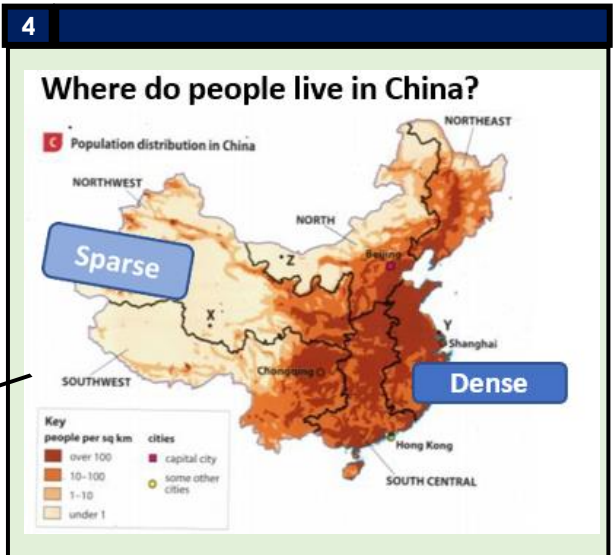 4
Where do people live in China?
C Population distribution in China
NORTHEAST
NORTHWEST
NORTH
Beijing
Sparse
Z
X
Y
Shanghai
Chongqing
Dense
SOUTHWEST
Hong Kong
SOUTH CENTRAL
Key
people per sq km
over 100
10–100
1–10
under 1
cities
capital city
some other
cities